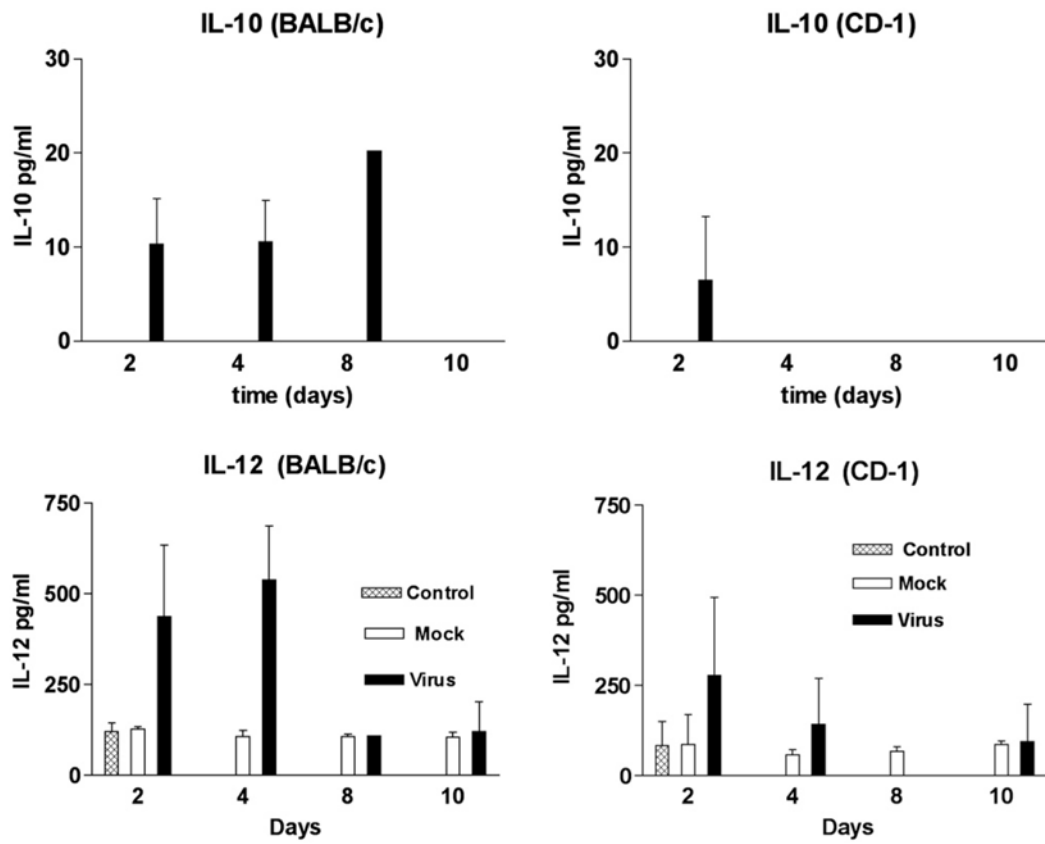 IL-10 (BALB/c)
IL-10 pg/ml
30
20
10
0
2 4 8 10
time (days)
IL-10 (CD-1)
IL-10 pg/ml
30
20
10
0
2 4 8 10
time (days)
IL-12 (BALB/c)
IL-12 pg/ml
750
500
250
0
Control
Mock
Virus
2 4 8 10
Days
IL-12 (CD-1)
IL-12 pg/ml
750
500
250
0
Control
Mock
Virus
2 4 8 10
Days